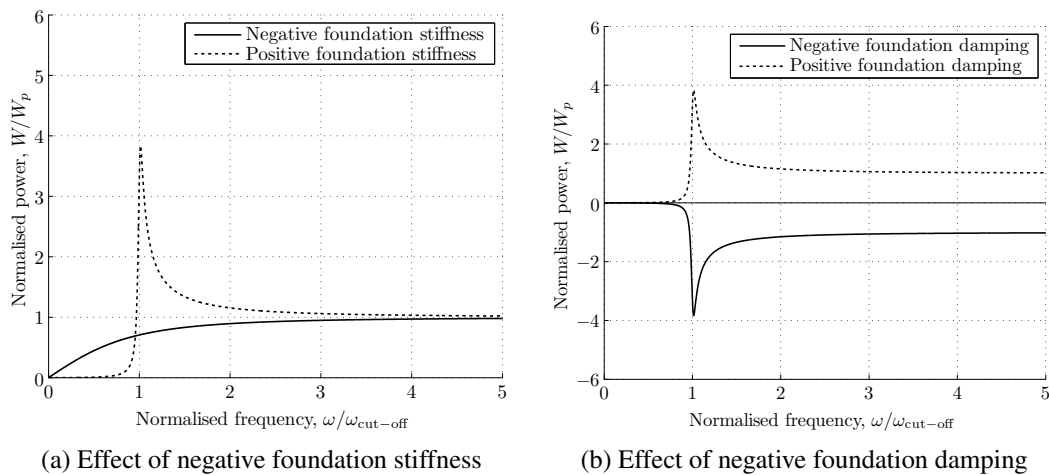 6
5
4
3
2
1
0
0
1
2
3
4
5
Normalised power, W/Wₚ
Normalised frequency, ω/ω_cut−off
Negative foundation stiffness
Positive foundation stiffness
(a) Effect of negative foundation stiffness
6
4
2
0
−2
−4
−6
0
1
2
3
4
5
Normalised power, W/Wₚ
Normalised frequency, ω/ω_cut−off
Negative foundation damping
Positive foundation damping
(b) Effect of negative foundation damping